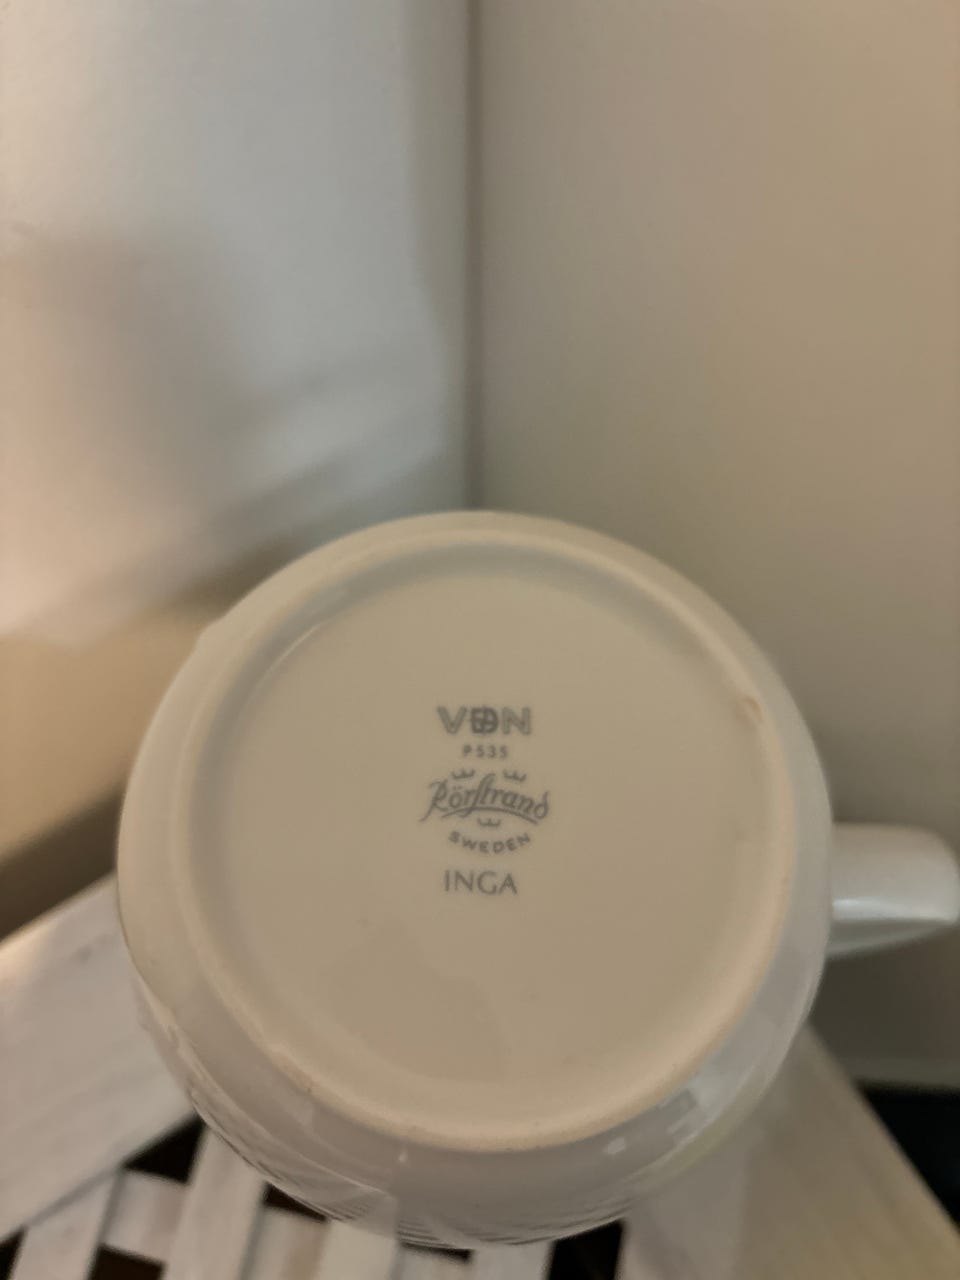 VDN
P535
Rörstrand
SWEDEN
INGA